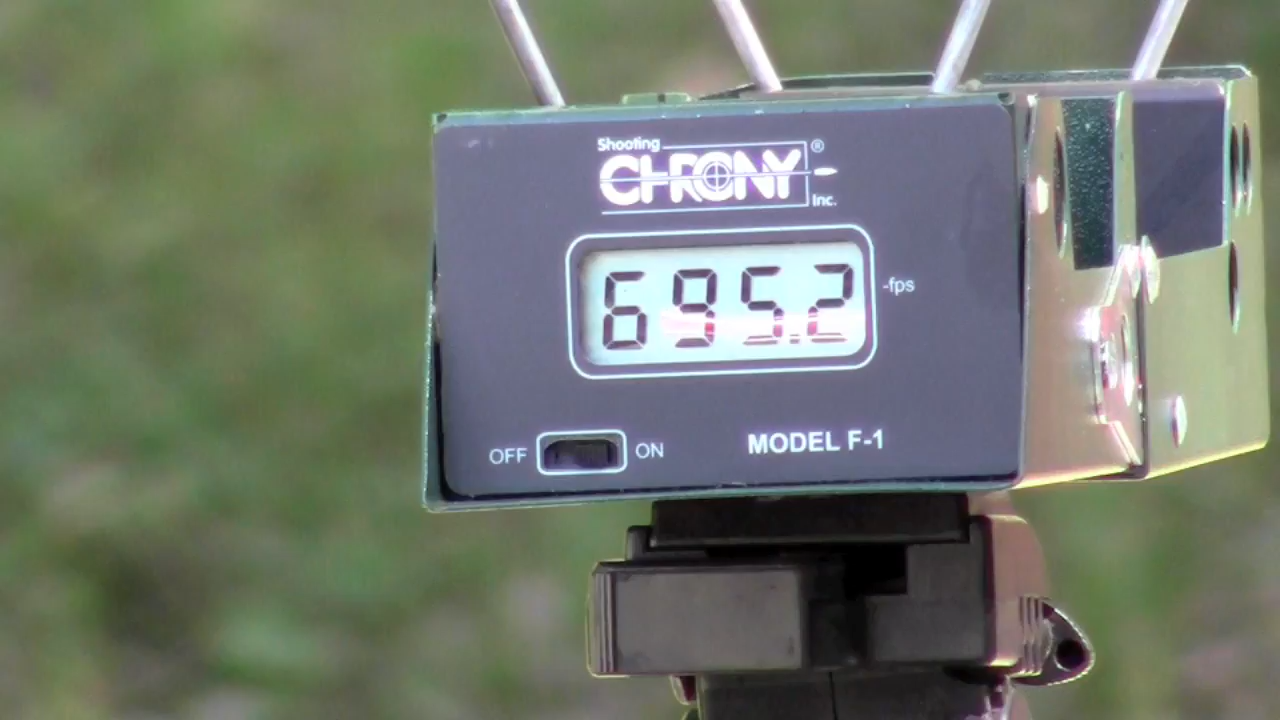 Shooting
CHRONY ®
Inc.
695.2 -fps
OFF ON MODEL F-1